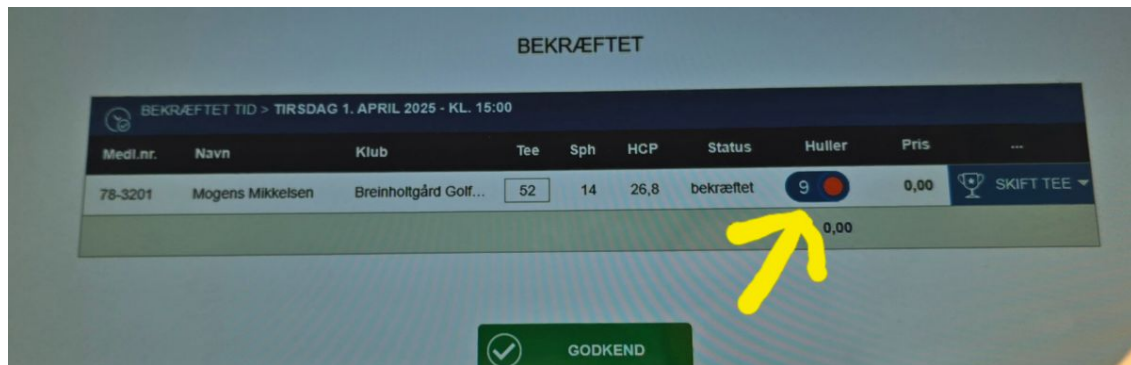 BEKRÆFTET
BEKRÆFTET TID > TIRSDAG 1. APRIL 2025 - KL. 15:00
Medl.nr. Navn Klub Tee Sph HCP Status Huller Pris ...
78-3201 Mogens Mikkelsen Breinholtgård Golf... 52 14 26,8 bekræftet 9 0,00 SKIFT TEE
0,00
GODKEND